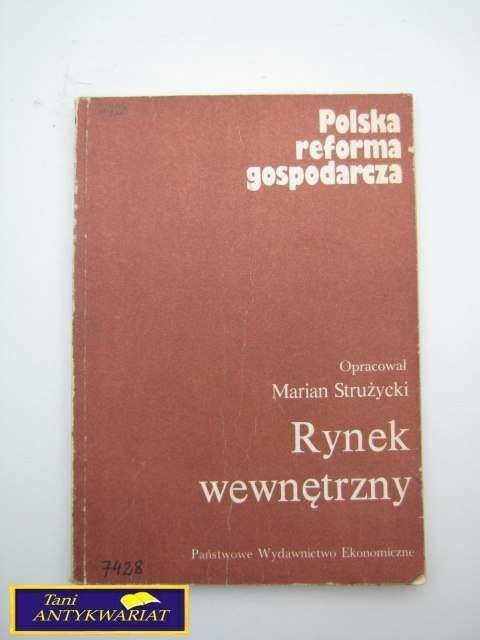 Polska
reforma
gospodarcza
Opracował
Marian Strużycki
Rynek
wewnętrzny
Państwowe Wydawnictwo Ekonomiczne
7428
Tani
ANTYKWARIAT